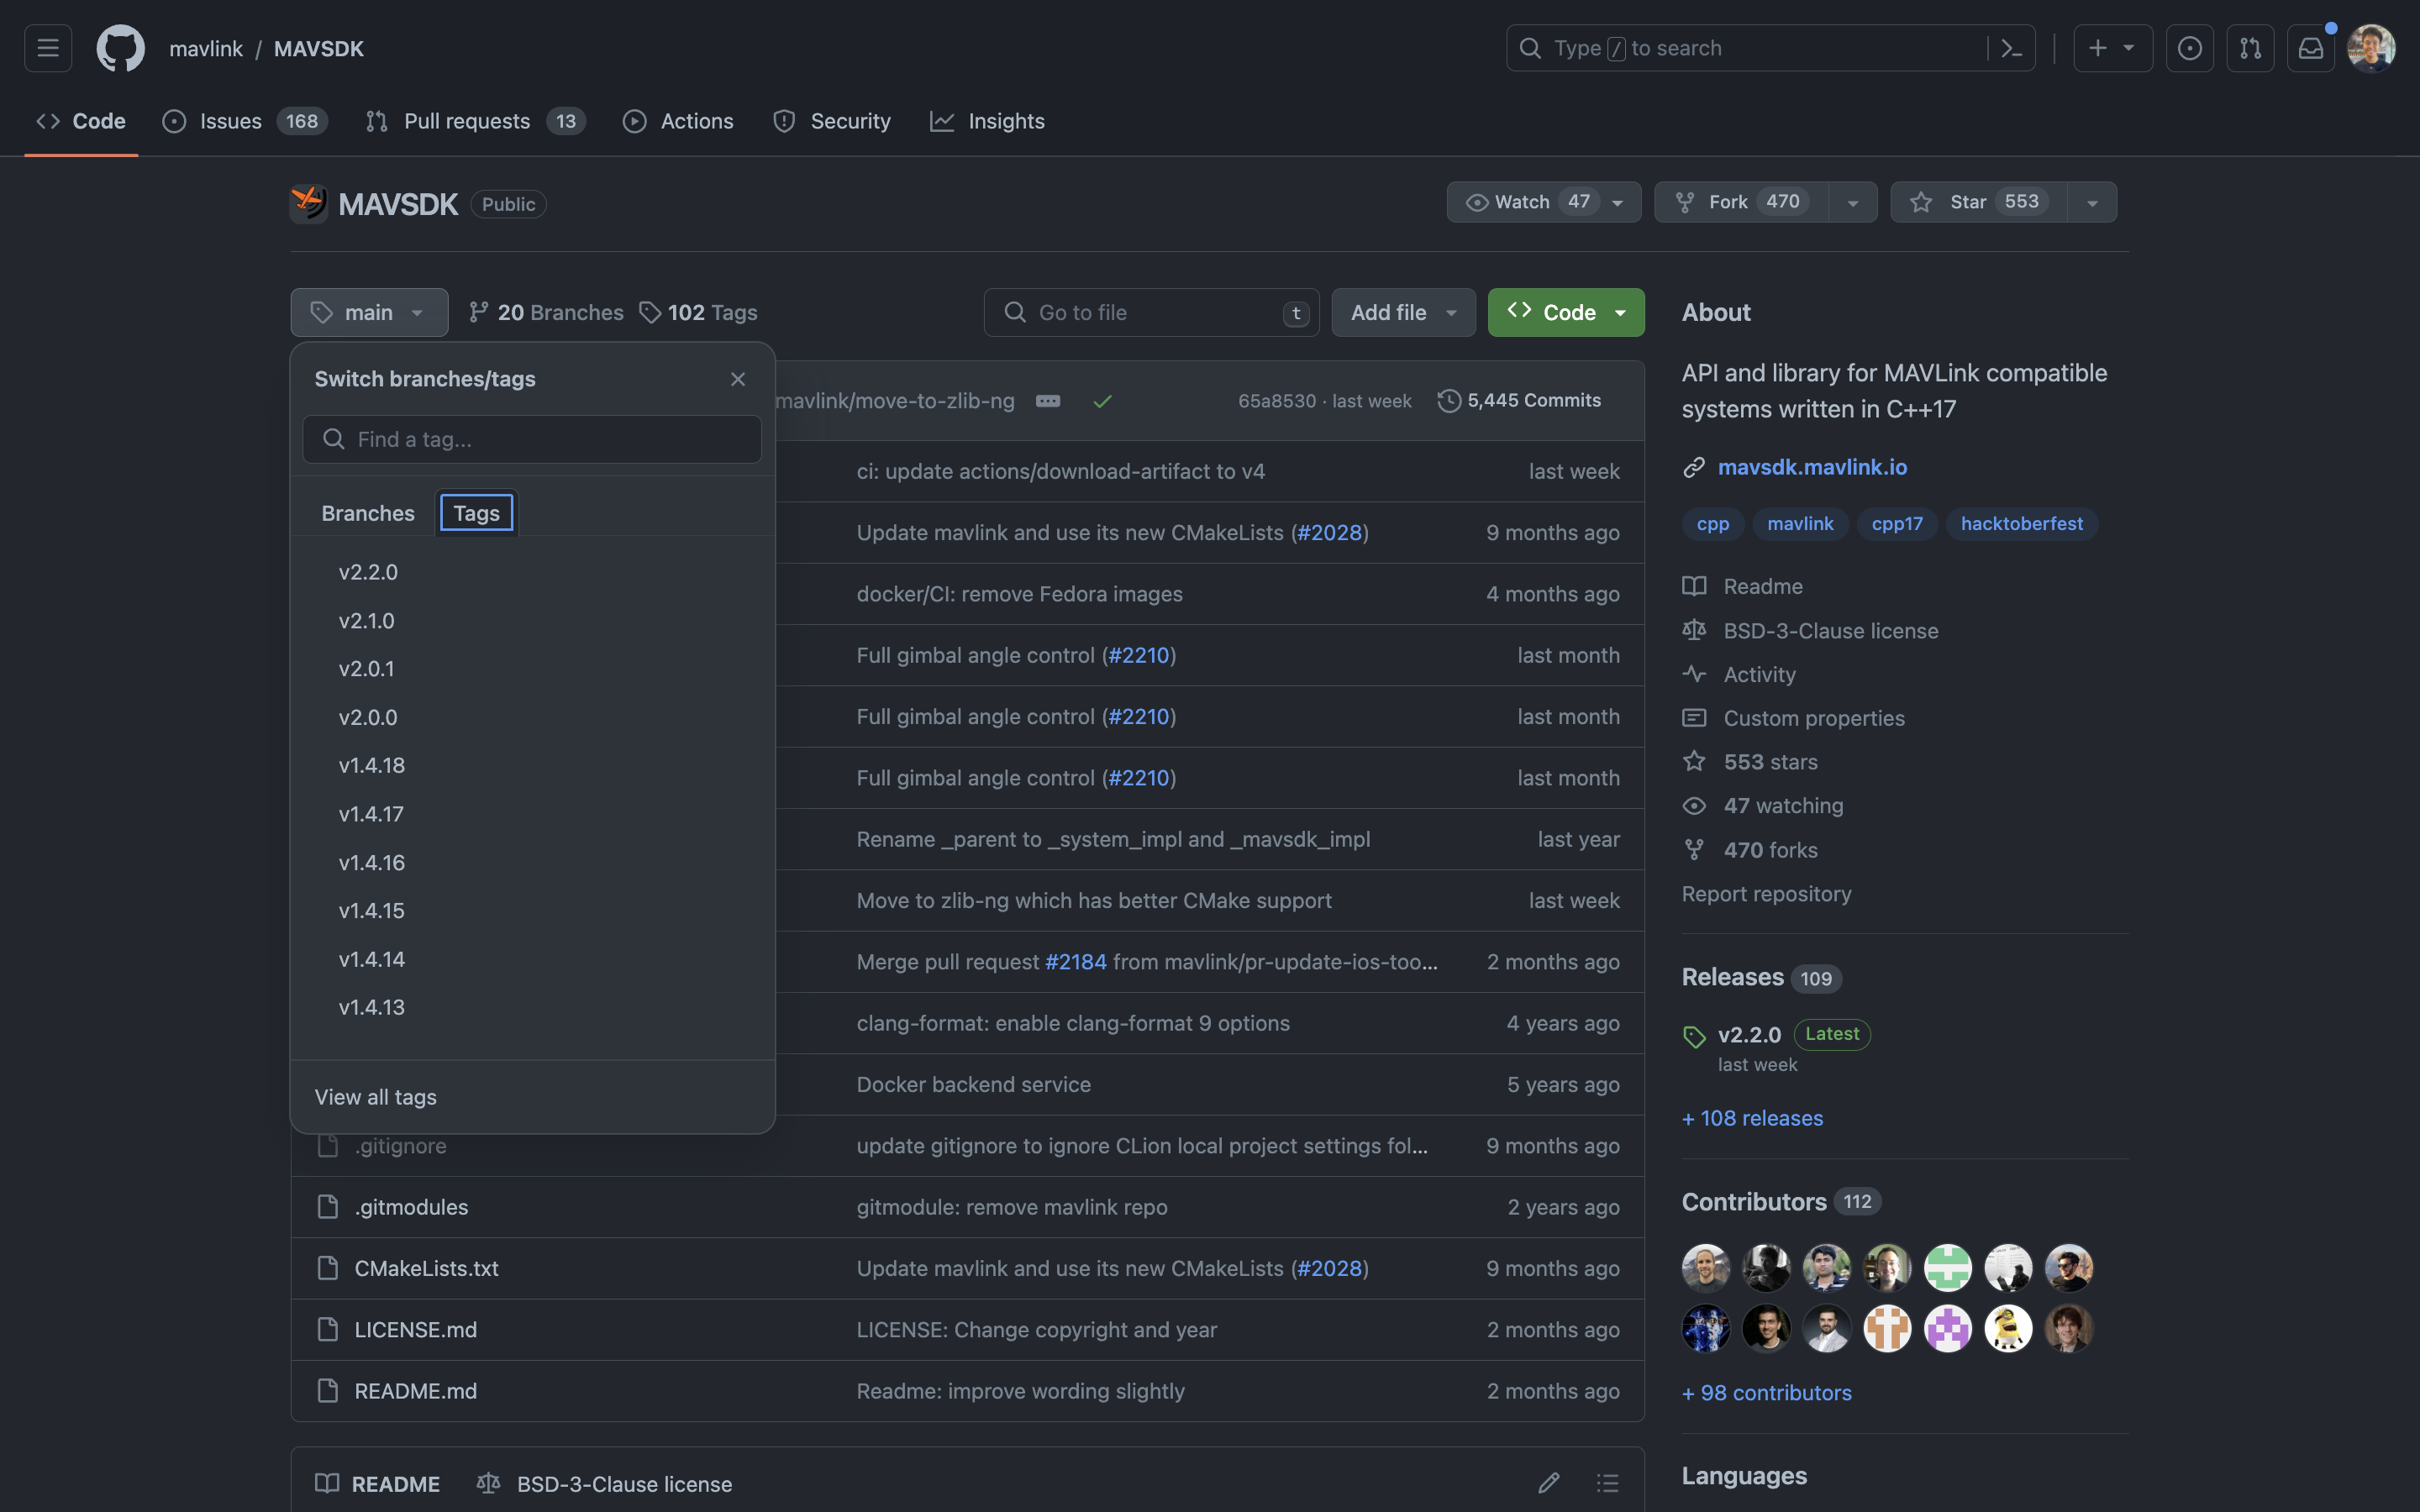 mavlink / MAVSDK
Type / to search
Code
Issues 168
Pull requests 13
Actions
Security
Insights
MAVSDK Public
Watch 47
Fork 470
Star 553
main
20 Branches
102 Tags
Go to file t
Add file
Code
Switch branches/tags
Find a tag...
Branches
Tags
v2.2.0
v2.1.0
v2.0.1
v2.0.0
v1.4.18
v1.4.17
v1.4.16
v1.4.15
v1.4.14
v1.4.13
View all tags
mavlink/move-to-zlib-ng
65a8530 · last week
5,445 Commits
ci: update actions/download-artifact to v4 last week
Update mavlink and use its new CMakeLists (#2028) 9 months ago
docker/CI: remove Fedora images 4 months ago
Full gimbal angle control (#2210) last month
Full gimbal angle control (#2210) last month
Full gimbal angle control (#2210) last month
Rename _parent to _system_impl and _mavsdk_impl last year
Move to zlib-ng which has better CMake support last week
Merge pull request #2184 from mavlink/pr-update-ios-too... 2 months ago
clang-format: enable clang-format 9 options 4 years ago
Docker backend service 5 years ago
.gitignore update gitignore to ignore CLion local project settings fol... 9 months ago
.gitmodules gitmodule: remove mavlink repo 2 years ago
CMakeLists.txt Update mavlink and use its new CMakeLists (#2028) 9 months ago
LICENSE.md LICENSE: Change copyright and year 2 months ago
README.md Readme: improve wording slightly 2 months ago
README
BSD-3-Clause license
About
API and library for MAVLink compatible
systems written in C++17
mavsdk.mavlink.io
cpp mavlink cpp17 hacktoberfest
Readme
BSD-3-Clause license
Activity
Custom properties
553 stars
47 watching
470 forks
Report repository
Releases 109
v2.2.0 Latest
last week
+ 108 releases
Contributors 112
+ 98 contributors
Languages